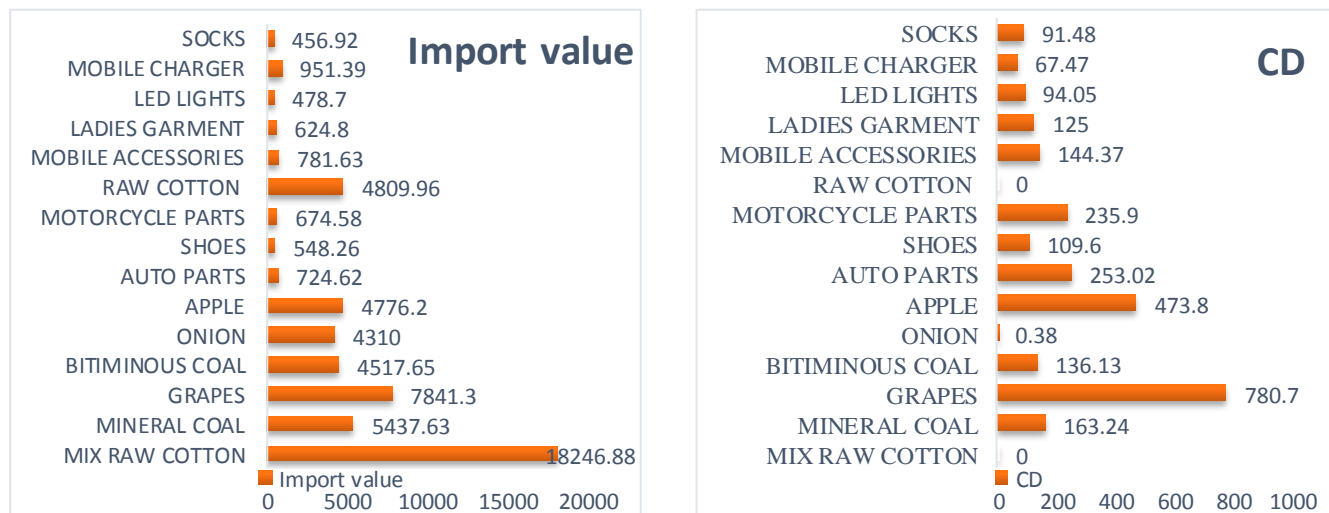 Import value
SOCKS 456.92
MOBILE CHARGER 951.39
LED LIGHTS 478.7
LADIES GARMENT 624.8
MOBILE ACCESSORIES 781.63
RAW COTTON 4809.96
MOTORCYCLE PARTS 674.58
SHOES 548.26
AUTO PARTS 724.62
APPLE 4776.2
ONION 4310
BITIMINOUS COAL 4517.65
GRAPES 7841.3
MINERAL COAL 5437.63
MIX RAW COTTON 18246.88
Import value
0 5000 10000 15000 20000
CD
SOCKS 91.48
MOBILE CHARGER 67.47
LED LIGHTS 94.05
LADIES GARMENT 125
MOBILE ACCESSORIES 144.37
RAW COTTON 0
MOTORCYCLE PARTS 235.9
SHOES 109.6
AUTO PARTS 253.02
APPLE 473.8
ONION 0.38
BITIMINOUS COAL 136.13
GRAPES 780.7
MINERAL COAL 163.24
MIX RAW COTTON 0
CD
0 200 400 600 800 1000